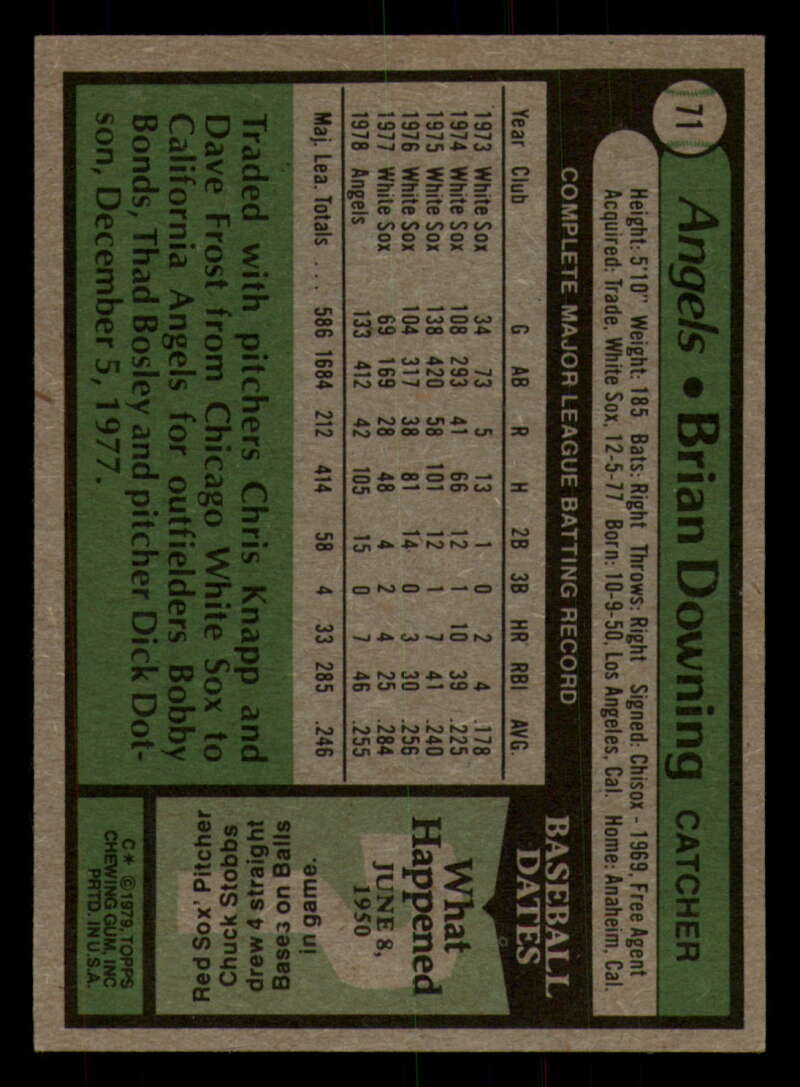 71
Angels • Brian Downing CATCHER
Height: 5'10" Weight: 185 Bats: Right Throws: Right Signed: Chisox - 1969, Free Agent
Acquired: Trade, White Sox, 12-5-77 Born: 10-9-50, Los Angeles, Cal. Home: Anaheim, Cal.
COMPLETE MAJOR LEAGUE BATTING RECORD
Year Club G AB R H 2B 3B HR RBI AVG.
1973 White Sox 34 73 5 13 1 0 2 4 .178
1974 White Sox 108 293 41 66 12 1 10 39 .225
1975 White Sox 138 420 58 101 12 1 7 41 .240
1976 White Sox 104 317 38 81 14 0 3 30 .256
1977 White Sox 69 169 28 48 4 2 4 25 .284
1978 Angels 133 412 42 105 15 0 7 46 .255
Maj. Lea. Totals . . . 586 1684 212 414 58 4 33 285 .246
Traded with pitchers Chris Knapp and
Dave Frost from Chicago White Sox to
California Angels for outfielders Bobby
Bonds, Thad Bosley and pitcher Dick Dot-
son, December 5, 1977.
BASEBALL
DATES
What
Happened
JUNE 8,
1950
Red Sox' Pitcher
Chuck Stobbs
drew 4 straight
Bases on Balls
in game.
C* ©1979, TOPPS
CHEWING GUM, INC
PRTD. IN U.S.A.